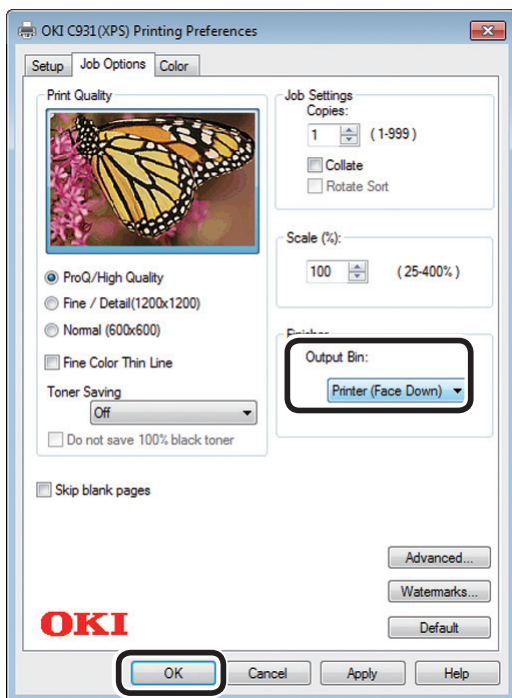 OKI C931(XPS) Printing Preferences
Setup Job Options Color
Print Quality
ProQ/High Quality
Fine / Detail(1200x1200)
Normal (600x600)
Fine Color Thin Line
Toner Saving
Off
Do not save 100% black toner
Skip blank pages
Job Settings
Copies:
1 (1-999)
Collate
Rotate Sort
Scale (%):
100 (25-400%)
Finisher
Output Bin:
Printer (Face Down)
Advanced...
Watermarks...
Default
OKI
OK Cancel Apply Help